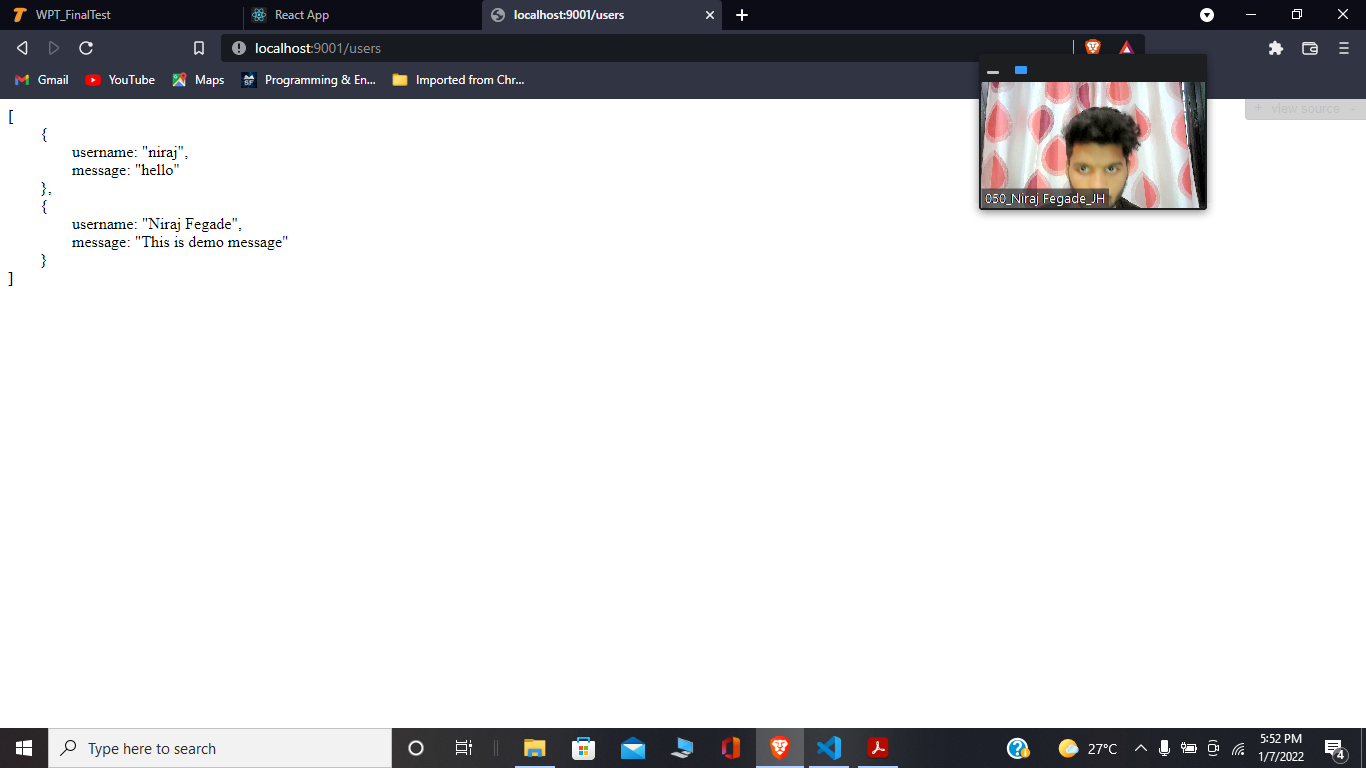 WPT_FinalTest
React App
localhost:9001/users
localhost:9001/users
Gmail
YouTube
Maps
SF
Programming & En...
Imported from Chr...
+ view source -
[
{
username: "niraj",
message: "hello"
},
{
username: "Niraj Fegade",
message: "This is demo message"
}
]
050_Niraj Fegade_JH
Type here to search
27°C
5:52 PM
1/7/2022
4